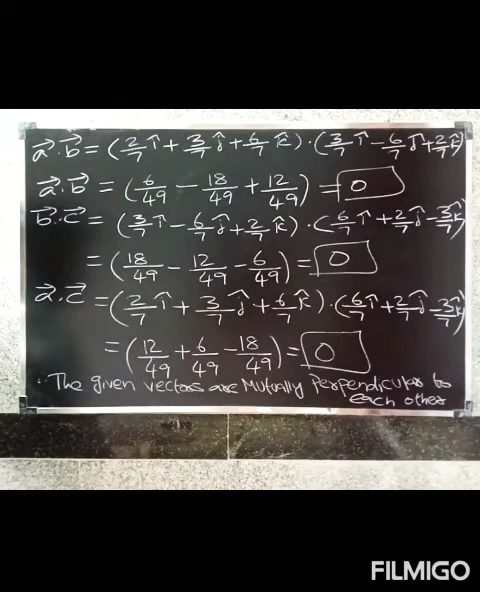 a⃗.b⃗ = (2/7 î + 3/7 ĵ + 6/7 k̂) . (3/7 î - 6/7 ĵ + 2/7 k̂)
a⃗.b⃗ = (6/49 - 18/49 + 12/49) = 0
b⃗.c⃗ = (3/7 î - 6/7 ĵ + 2/7 k̂) . (6/7 î + 2/7 ĵ - 3/7 k̂)
= (18/49 - 12/49 - 6/49) = 0
a⃗.c⃗ = (2/7 î + 3/7 ĵ + 6/7 k̂) . (6/7 î + 2/7 ĵ - 3/7 k̂)
= (12/49 + 6/49 - 18/49) = 0
∴ The given vectors are Mutually perpendicular to
each other
FILMIGO